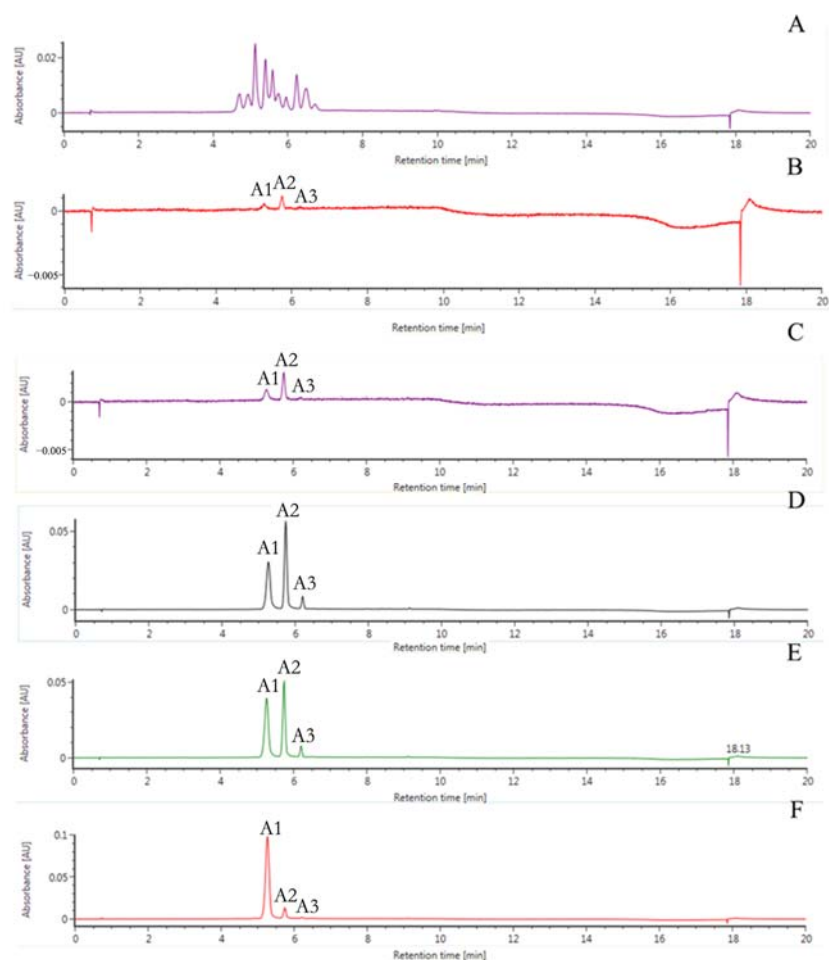 A
Absorbance [AU]
0.02
0
0 2 4 6 8 10 12 14 16 18 20
Retention time [min]
B
Absorbance [AU]
A1 A2 A3
0
−0.005
0 2 4 6 8 10 12 14 16 18 20
Retention time [min]
C
Absorbance [AU]
A1 A2 A3
0
−0.005
0 2 4 6 8 10 12 14 16 18 20
Retention time [min]
D
Absorbance [AU]
A1 A2 A3
0.05
0
0 2 4 6 8 10 12 14 16 18 20
Retention time [min]
E
Absorbance [AU]
A1 A2 A3
0.05
0
18.13
0 2 4 6 8 10 12 14 16 18 20
Retention time [min]
F
Absorbance [AU]
A1 A2 A3
0.1
0
0 2 4 6 8 10 12 14 16 18 20
Retention time [min]